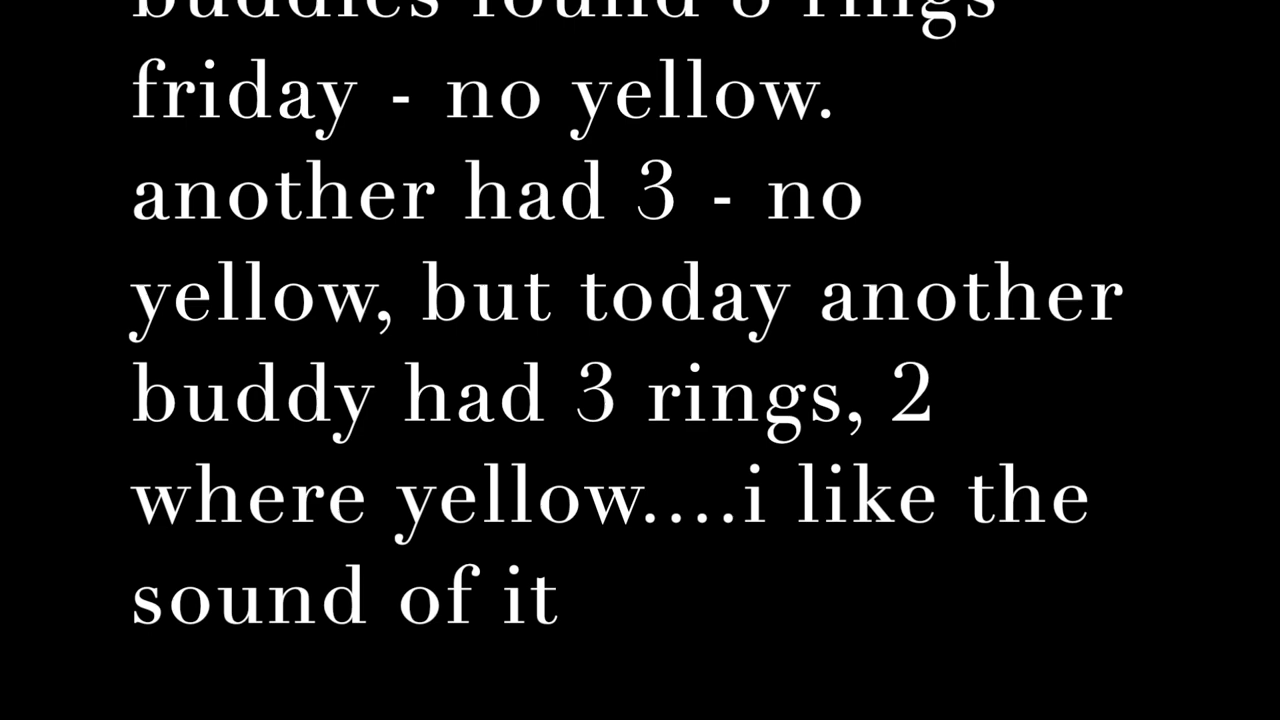 buddies found 8 rings
friday - no yellow.
another had 3 - no
yellow, but today another
buddy had 3 rings, 2
where yellow....i like the
sound of it